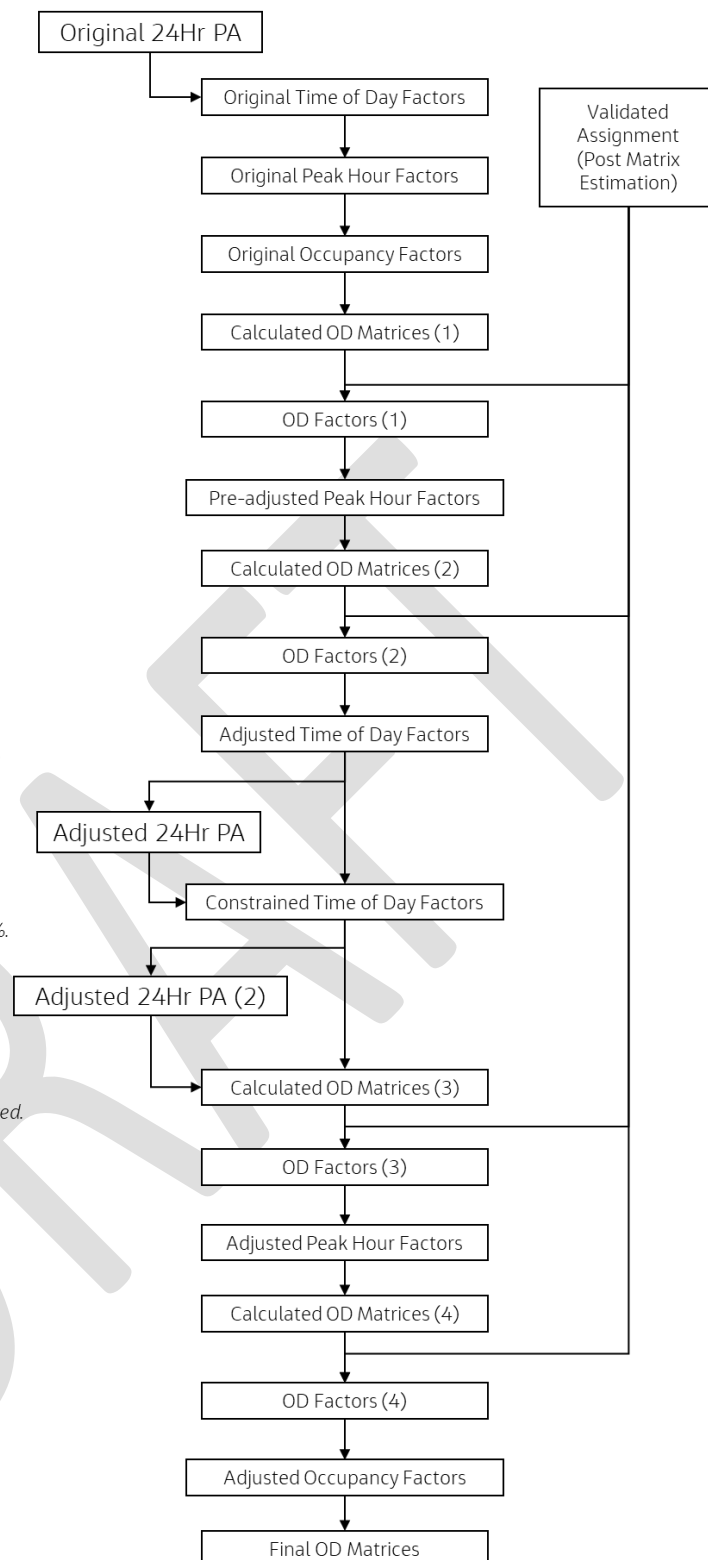 Original 24Hr PA
Original Time of Day Factors
Validated
Assignment
(Post Matrix
Estimation)
Original Peak Hour Factors
Original Occupancy Factors
Calculated OD Matrices (1)
OD Factors (1)
Pre-adjusted Peak Hour Factors
Calculated OD Matrices (2)
OD Factors (2)
Adjusted Time of Day Factors
Adjusted 24Hr PA
Constrained Time of Day Factors
%.
Adjusted 24Hr PA (2)
Calculated OD Matrices (3)
ed.
OD Factors (3)
Adjusted Peak Hour Factors
Calculated OD Matrices (4)
OD Factors (4)
Adjusted Occupancy Factors
Final OD Matrices
DRAFT